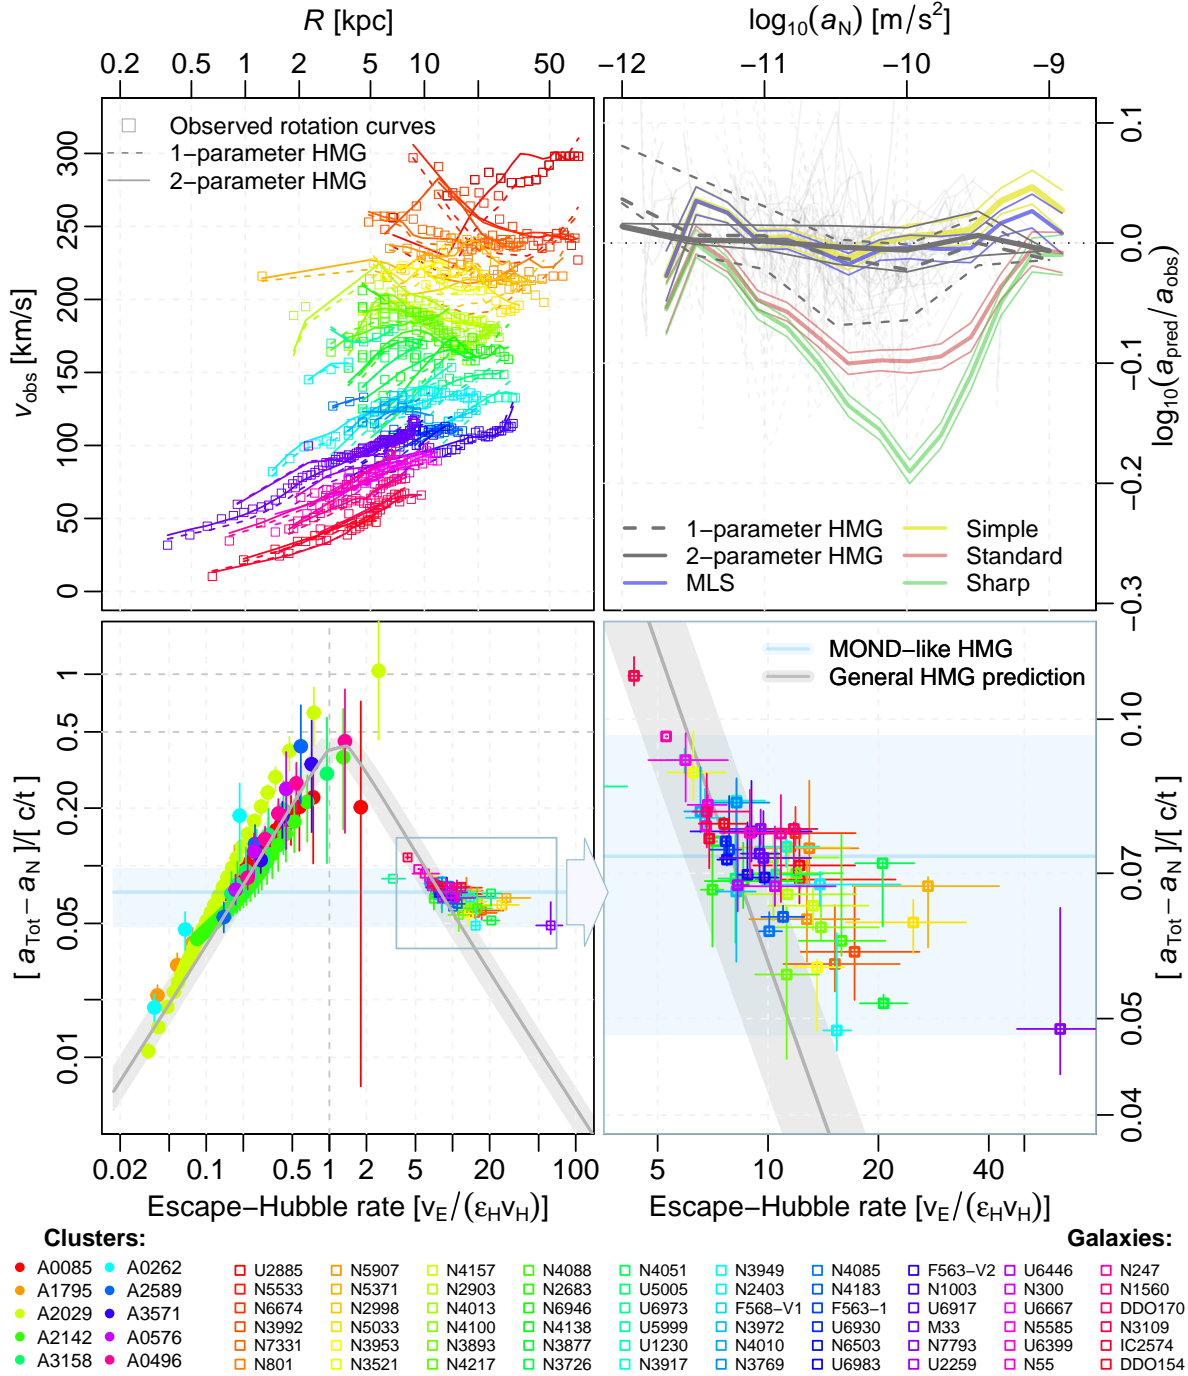 R [kpc]
log10(aN) [m/s2]
0.2 0.5 1 2 5 10 50
−12 −11 −10 −9
Observed rotation curves
1−parameter HMG
2−parameter HMG
vobs [km/s]
300
250
200
150
100
50
0
log10(apred/aobs)
0.1
0.0
−0.1
−0.2
−0.3
1−parameter HMG
2−parameter HMG
MLS
Simple
Standard
Sharp
[ aTot − aN ]/[ c/t ]
1
0.5
0.20
0.05
0.01
0.02 0.1 0.5 1 2 5 20 100
Escape−Hubble rate [vE/(εHvH)]
MOND−like HMG
General HMG prediction
[ aTot − aN ]/[ c/t ]
0.10
0.07
0.05
0.04
5 10 20 40
Escape−Hubble rate [vE/(εHvH)]
Clusters:
A0085 A0262
A1795 A2589
A2029 A3571
A2142 A0576
A3158 A0496
Galaxies:
U2885 N5907 N4157 N4088 N4051 N3949 N4085 F563−V2 U6446 N247
N5533 N5371 N2903 N2683 U5005 N2403 N4183 N1003 N300 N1560
N6674 N2998 N4013 N6946 U6973 F568−V1 F563−1 U6917 U6667 DDO170
N3992 N5033 N4100 N4138 U5999 N3972 U6930 M33 N5585 N3109
N7331 N3953 N3893 N3877 U1230 N4010 N6503 N7793 U6399 IC2574
N801 N3521 N4217 N3726 N3917 N3769 U6983 U2259 N55 DDO154